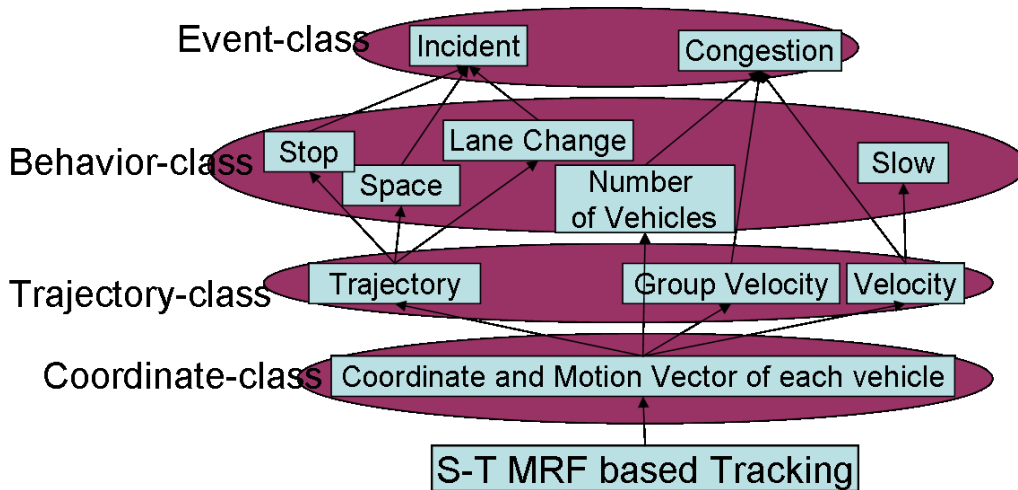 Event-class
Incident
Congestion
Behavior-class
Stop
Space
Lane Change
Number
of Vehicles
Slow
Trajectory-class
Trajectory
Group Velocity
Velocity
Coordinate-class
Coordinate and Motion Vector of each vehicle
S-T MRF based Tracking